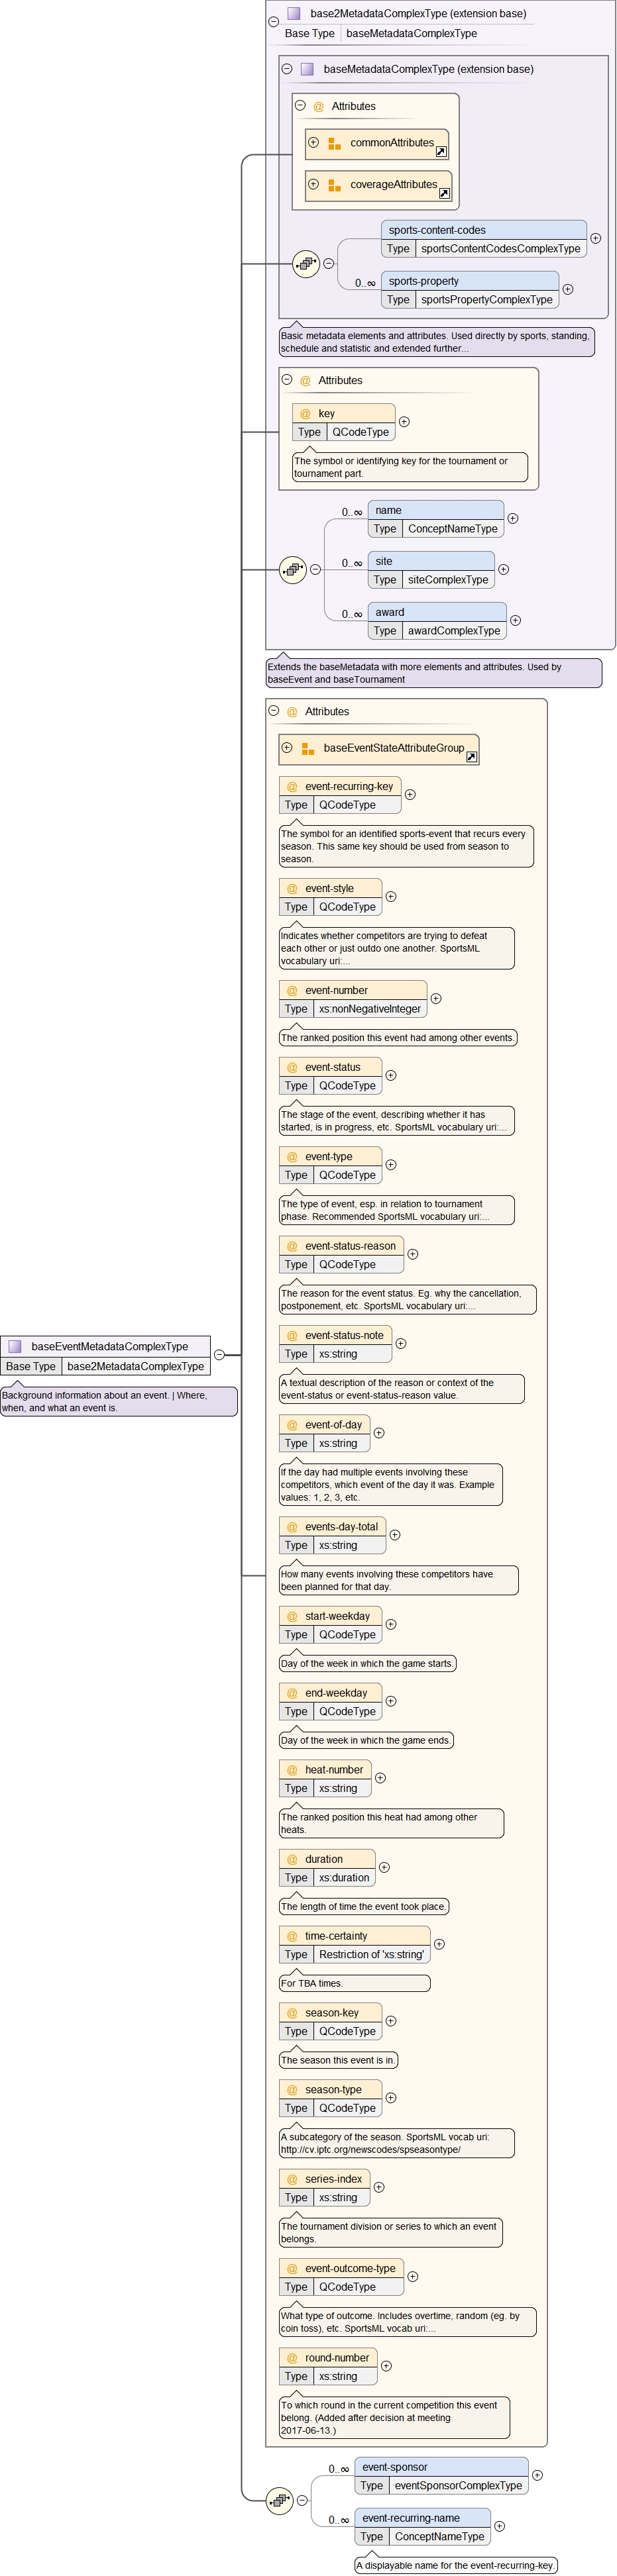 base2MetadataComplexType (extension base)
Base Type baseMetadataComplexType
baseMetadataComplexType (extension base)
@ Attributes
commonAttributes
coverageAttributes
sports-content-codes
Type sportsContentCodesComplexType
0..∞ sports-property
Type sportsPropertyComplexType
Basic metadata elements and attributes. Used directly by sports, standing,
schedule and statistic and extended further...
@ Attributes
@ key
Type QCodeType
The symbol or identifying key for the tournament or
tournament part.
0..∞ name
Type ConceptNameType
0..∞ site
Type siteComplexType
0..∞ award
Type awardComplexType
Extends the baseMetadata with more elements and attributes. Used by
baseEvent and baseTournament
@ Attributes
baseEventStateAttributeGroup
@ event-recurring-key
Type QCodeType
The symbol for an identified sports-event that recurs every
season. This same key should be used from season to
season.
@ event-style
Type QCodeType
Indicates whether competitors are trying to defeat
each other or just outdo one another. SportsML
vocabulary uri:...
@ event-number
Type xs:nonNegativeInteger
The ranked position this event had among other events.
@ event-status
Type QCodeType
The stage of the event, describing whether it has
started, is in progress, etc. SportsML vocabulary uri:...
@ event-type
Type QCodeType
The type of event, esp. in relation to tournament
phase. Recommended SportsML vocabulary uri:...
@ event-status-reason
Type QCodeType
The reason for the event status. Eg. why the cancellation,
postponement, etc. SportsML vocabulary uri:...
baseEventMetadataComplexType
Base Type base2MetadataComplexType
Background information about an event. | Where,
when, and what an event is.
@ event-status-note
Type xs:string
A textual description of the reason or context of the
event-status or event-status-reason value.
@ event-of-day
Type xs:string
If the day had multiple events involving these
competitors, which event of the day it was. Example
values: 1, 2, 3, etc.
@ events-day-total
Type xs:string
How many events involving these competitors have
been planned for that day.
@ start-weekday
Type QCodeType
Day of the week in which the game starts.
@ end-weekday
Type QCodeType
Day of the week in which the game ends.
@ heat-number
Type xs:string
The ranked position this heat had among other
heats.
@ duration
Type xs:duration
The length of time the event took place.
@ time-certainty
Type Restriction of 'xs:string'
For TBA times.
@ season-key
Type QCodeType
The season this event is in.
@ season-type
Type QCodeType
A subcategory of the season. SportsML vocab uri:
http://cv.iptc.org/newscodes/spseasontype/
@ series-index
Type xs:string
The tournament division or series to which an event
belongs.
@ event-outcome-type
Type QCodeType
What type of outcome. Includes overtime, random (eg. by
coin toss), etc. SportsML vocab uri:...
@ round-number
Type xs:string
To which round in the current competition this event
belong. (Added after decision at meeting
2017-06-13.)
0..∞ event-sponsor
Type eventSponsorComplexType
0..∞ event-recurring-name
Type ConceptNameType
A displayable name for the event-recurring-key.